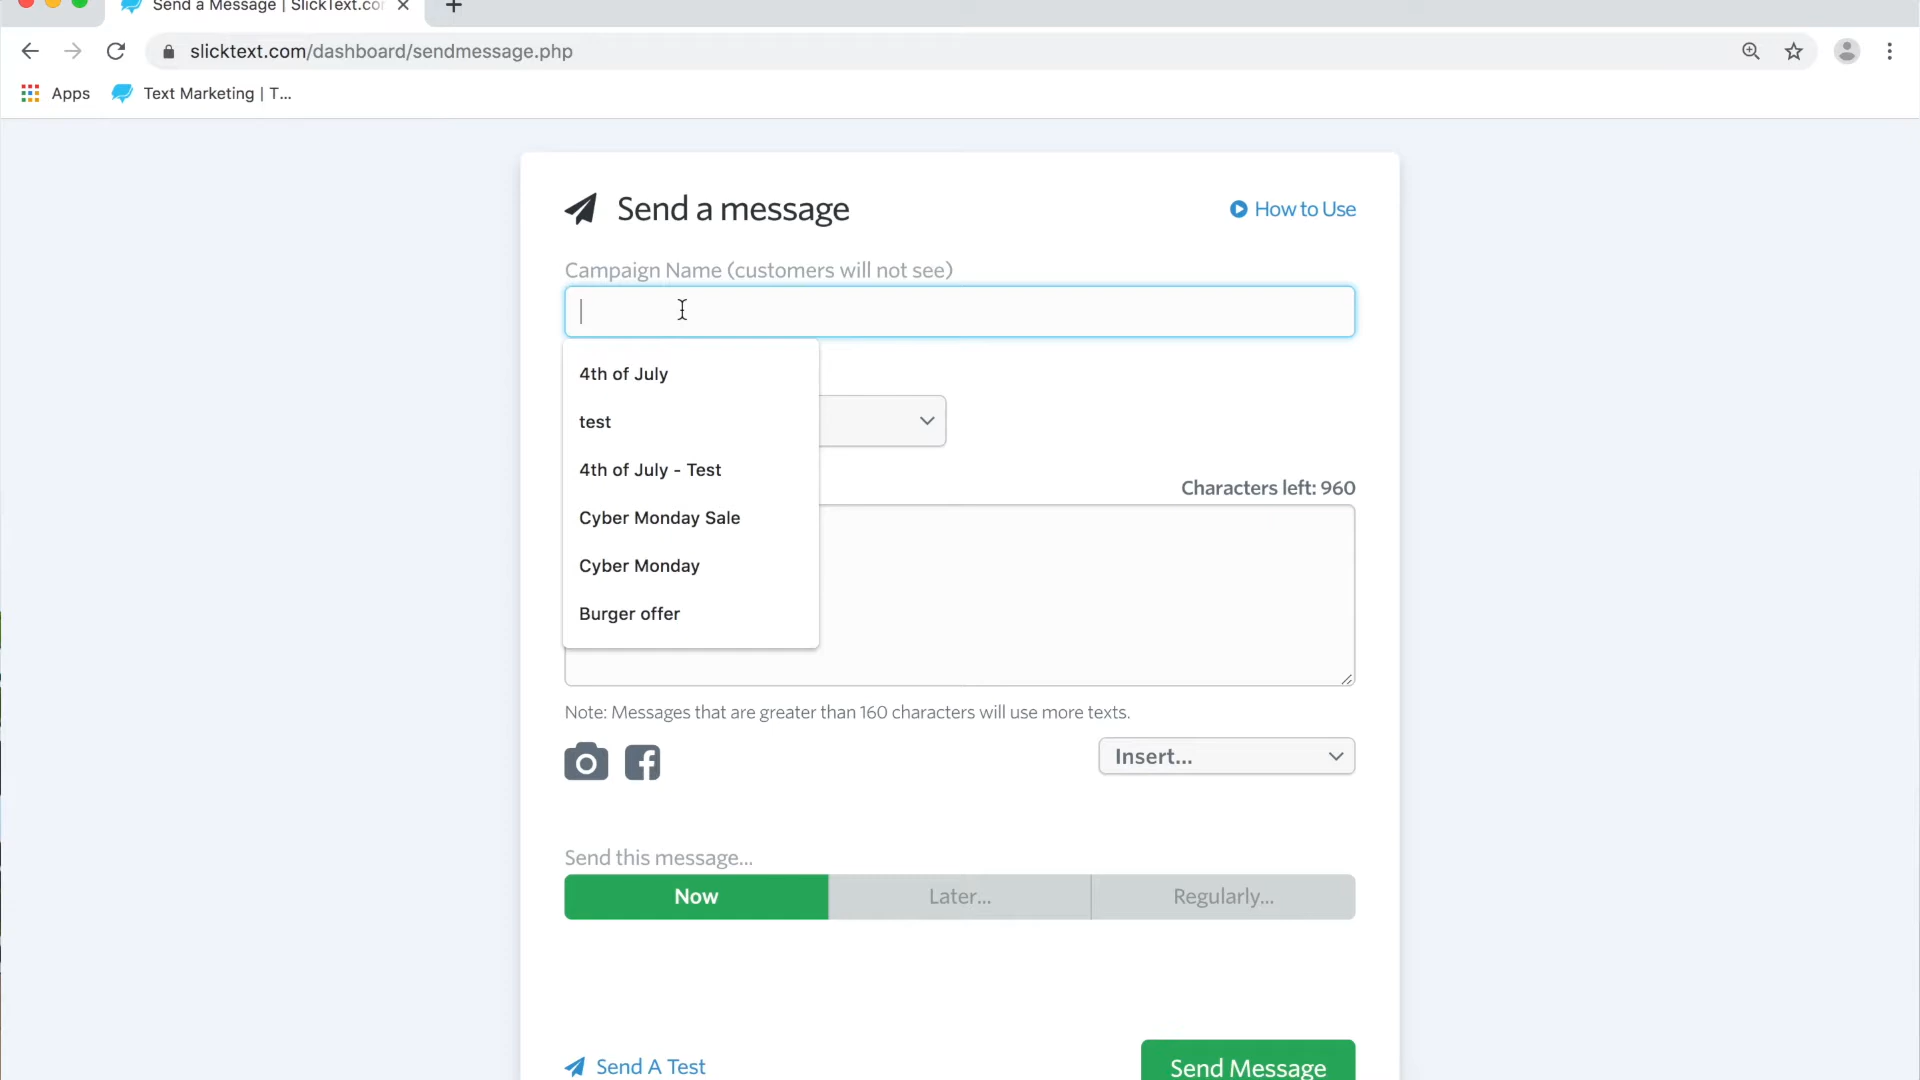 Send a Message | SlickText.co
slicktext.com/dashboard/sendmessage.php
Apps
Text Marketing | T...
Send a message
How to Use
Campaign Name (customers will not see)
4th of July
test
4th of July - Test
Cyber Monday Sale
Cyber Monday
Burger offer
Characters left: 960
Note: Messages that are greater than 160 characters will use more texts.
Insert...
Send this message...
Now
Later...
Regularly...
Send A Test
Send Message